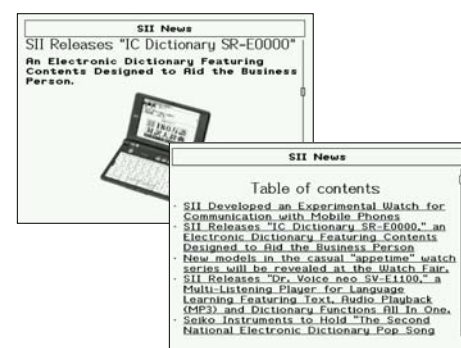 SII News
SII Releases "IC Dictionary SR-E0000"
An Electronic Dictionary Featuring
Contents Designed to Aid the Business
Person.
SII News
Table of contents
· SII Developed an Experimental Watch for
Communication with Mobile Phones
· SII Releases "IC Dictionary SR-E0000," an
Electronic Dictionary Featuring Contents
Designed to Aid the Business Person
· New models in the casual "appetime" watch
series will be revealed at the Watch Fair.
· SII Releases "Dr. Voice neo SV-E1100," a
Multi-Listening Player for Language
Learning Featuring Text, Audio Playback
(MP3) and Dictionary Functions All In One.
· Seiko Instruments to Hold "The Second
National Electronic Dictionary Pop Song